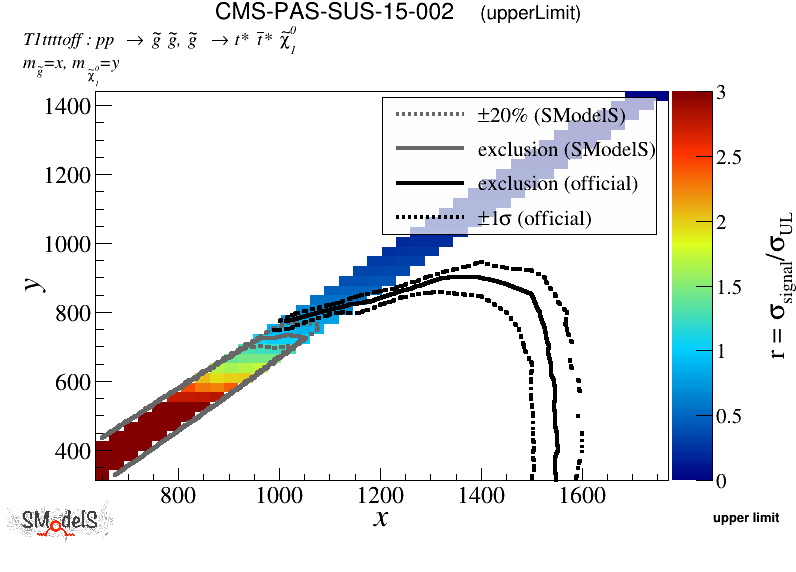 CMS-PAS-SUS-15-002 (upperLimit)
T1ttttoff : pp → g̃ g̃, g̃ → t* t̄* χ̃⁰₁
m_g̃=x, m_χ̃⁰₁=y
±20% (SModelS)
exclusion (SModelS)
exclusion (official)
±1σ (official)
1400
1200
1000
800
600
400
y
800
1000
1200
1400
1600
x
3
2.5
2
1.5
1
0.5
0
r = σ_signal/σ_UL
SModelS
upper limit